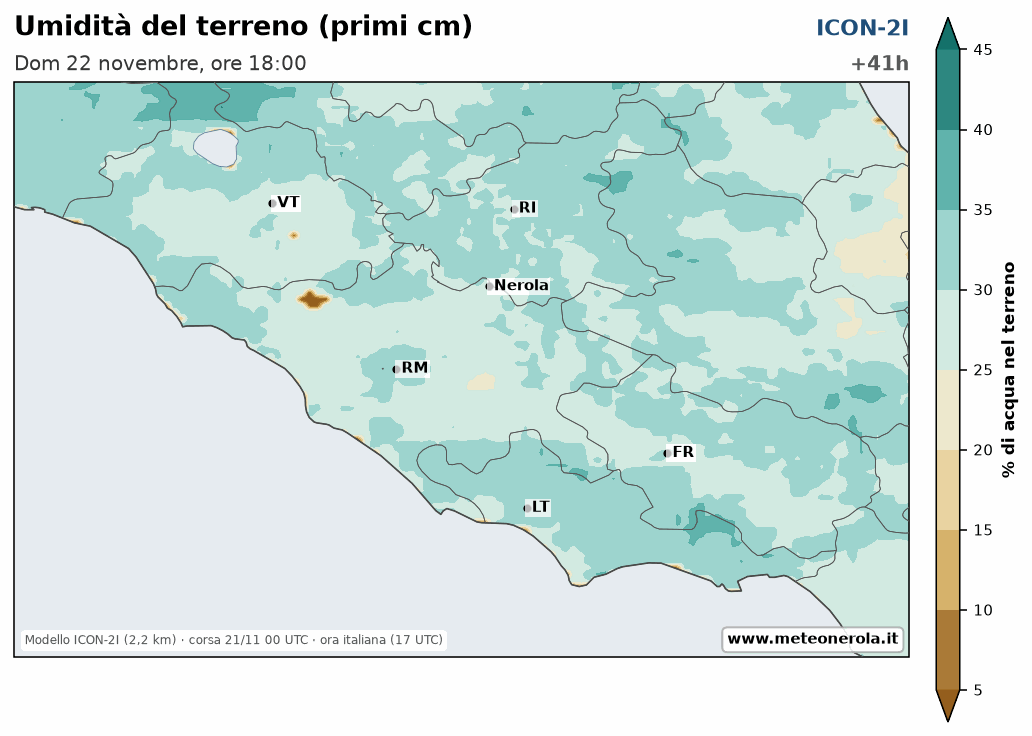 Umidità del terreno (primi cm)
ICON-2I
Dom 22 novembre, ore 18:00
+41h
45
40
35
30
25
20
15
10
5
% di acqua nel terreno
VT
RI
Nerola
RM
FR
LT
Modello ICON-2I (2,2 km) · corsa 21/11 00 UTC · ora italiana (17 UTC)
www.meteonerola.it